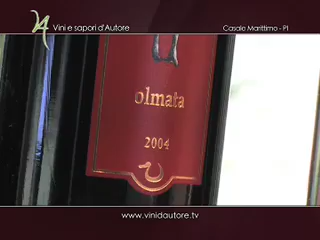 Vini e sapori d'Autore
Casale Marittimo - PI
olmata
2004
www.vinidautore.tv